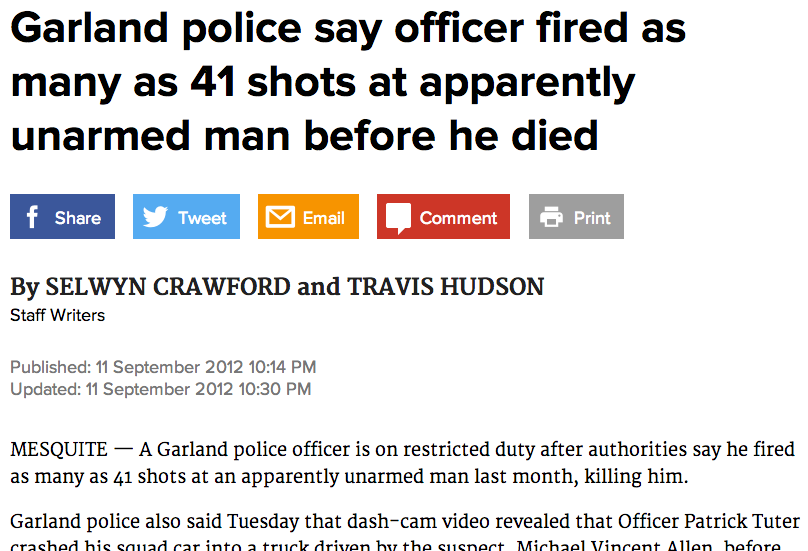 Garland police say officer fired as
many as 41 shots at apparently
unarmed man before he died
Share Tweet Email Comment Print
By SELWYN CRAWFORD and TRAVIS HUDSON
Staff Writers
Published: 11 September 2012 10:14 PM
Updated: 11 September 2012 10:30 PM
MESQUITE — A Garland police officer is on restricted duty after authorities say he fired
as many as 41 shots at an apparently unarmed man last month, killing him.
Garland police also said Tuesday that dash-cam video revealed that Officer Patrick Tuter
crashed his squad car into a truck driven by the suspect, Michael Vincent Allen, before